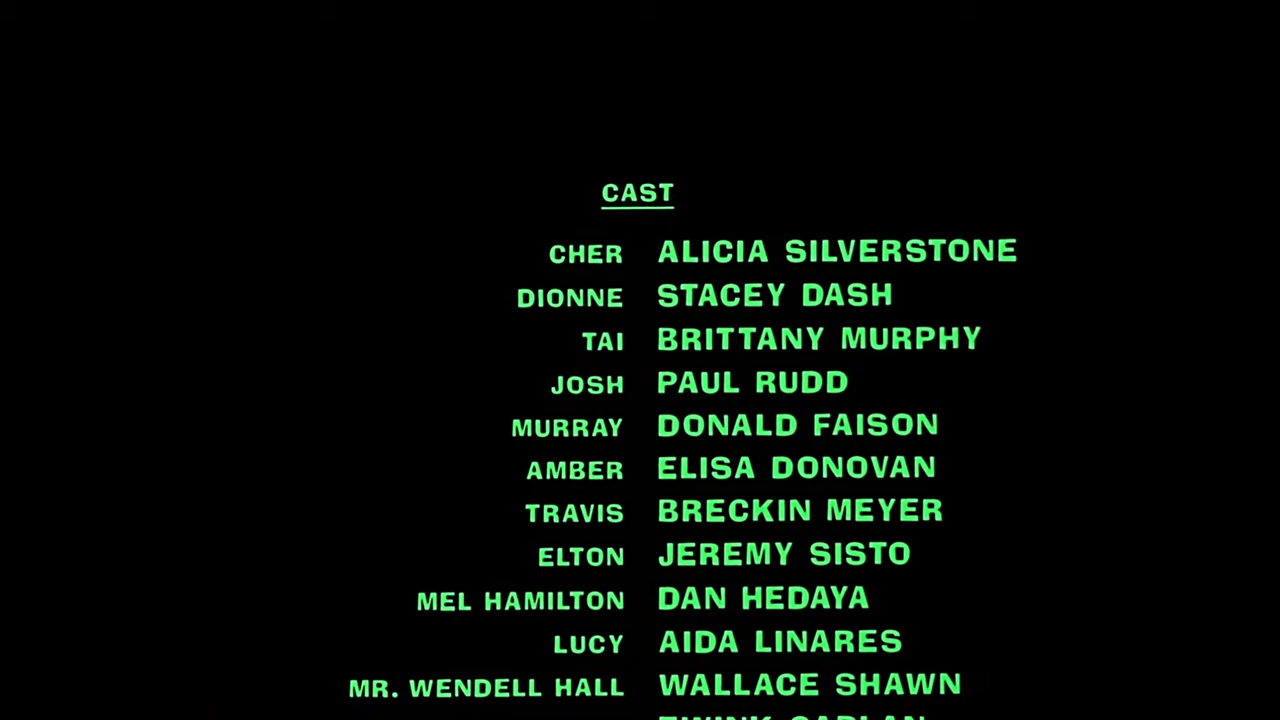 CAST
CHER ALICIA SILVERSTONE
DIONNE STACEY DASH
TAI BRITTANY MURPHY
JOSH PAUL RUDD
MURRAY DONALD FAISON
AMBER ELISA DONOVAN
TRAVIS BRECKIN MEYER
ELTON JEREMY SISTO
MEL HAMILTON DAN HEDAYA
LUCY AIDA LINARES
MR. WENDELL HALL WALLACE SHAWN